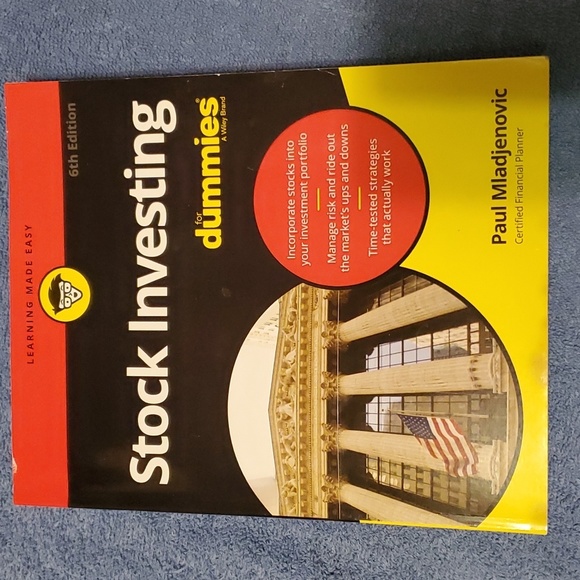 LEARNING MADE EASY
6th Edition
Stock Investing
for
dummies®
A Wiley Brand
Incorporate stocks into
your investment portfolio
Manage risk and ride out
the market's ups and downs
Time-tested strategies
that actually work
Paul Mladjenovic
Certified Financial Planner